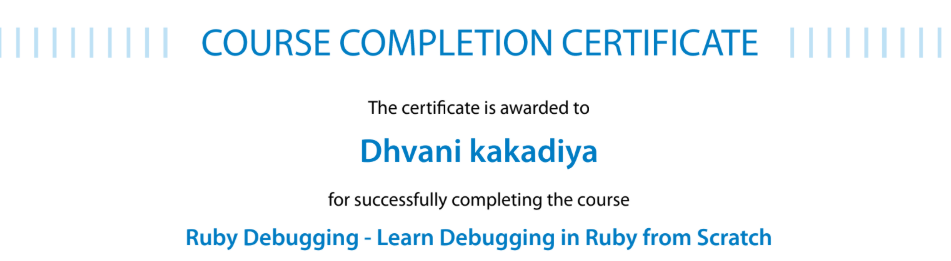 COURSE COMPLETION CERTIFICATE
The certificate is awarded to
Dhvani kakadiya
for successfully completing the course
Ruby Debugging - Learn Debugging in Ruby from Scratch